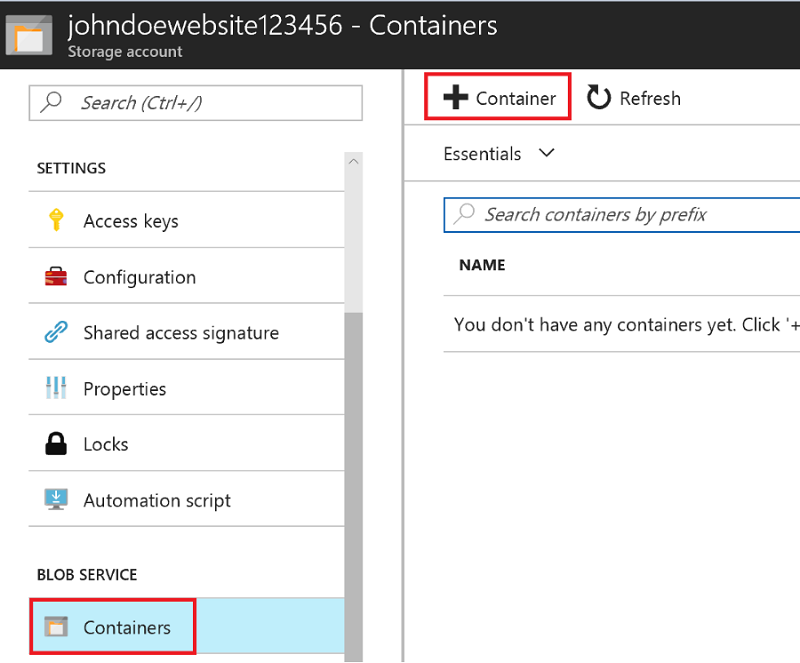 johndoewebsite123456 - Containers
Storage account
Search (Ctrl+/)
SETTINGS
Access keys
Configuration
Shared access signature
Properties
Locks
Automation script
BLOB SERVICE
Containers
Container
Refresh
Essentials
Search containers by prefix
NAME
You don't have any containers yet. Click '+